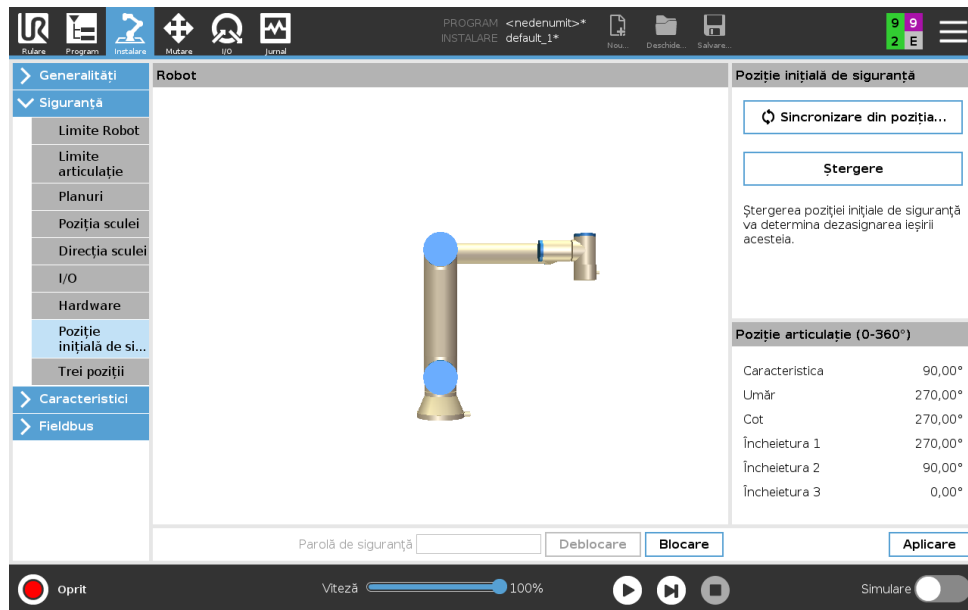 PROGRAM <nedenumit>*
INSTALARE default_1*
Rulare Program Instalare Mutare I/O Jurnal Nou... Deschide... Salvare...
9 9
2 E
Generalități
Siguranță
Limite Robot
Limite
articulație
Planuri
Poziția sculei
Direcția sculei
I/O
Hardware
Poziție
inițială de si...
Trei poziții
Caracteristici
Fieldbus
Robot
Poziție inițială de siguranță
Sincronizare din poziția...
Ștergere
Ștergerea poziției inițiale de siguranță
va determina dezasignarea ieșirii
acesteia.
Poziție articulație (0-360°)
Caracteristica 90,00°
Umăr 270,00°
Cot 270,00°
Încheietura 1 270,00°
Încheietura 2 90,00°
Încheietura 3 0,00°
Parolă de siguranță Deblocare Blocare Aplicare
Oprit Viteză 100% Simulare